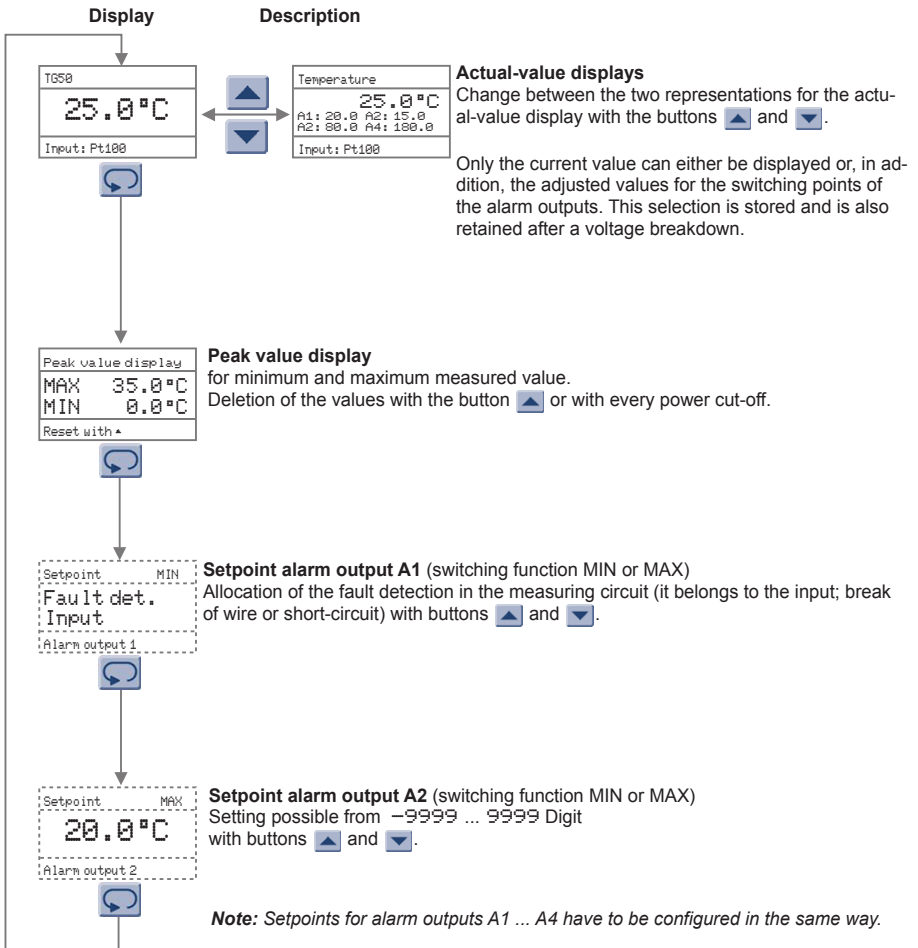 Display Description
TG50
25.0°C
Input: Pt100
Temperature
25.0°C
A1: 20.0 A2: 15.0
A2: 80.0 A4: 180.0
Input: Pt100
Actual-value displays
Change between the two representations for the actu-
al-value display with the buttons ▲ and ▼.
Only the current value can either be displayed or, in ad-
dition, the adjusted values for the switching points of
the alarm outputs. This selection is stored and is also
retained after a voltage breakdown.
Peak value display
MAX 35.0°C
MIN 0.0°C
Reset with ▲
Peak value display
for minimum and maximum measured value.
Deletion of the values with the button ▲ or with every power cut-off.
Setpoint MIN
Fault det.
Input
Alarm output 1
Setpoint alarm output A1 (switching function MIN or MAX)
Allocation of the fault detection in the measuring circuit (it belongs to the input; break
of wire or short-circuit) with buttons ▲ and ▼.
Setpoint MAX
20.0°C
Alarm output 2
Setpoint alarm output A2 (switching function MIN or MAX)
Setting possible from -9999 ... 9999 Digit
with buttons ▲ and ▼.
Note: Setpoints for alarm outputs A1 ... A4 have to be configured in the same way.